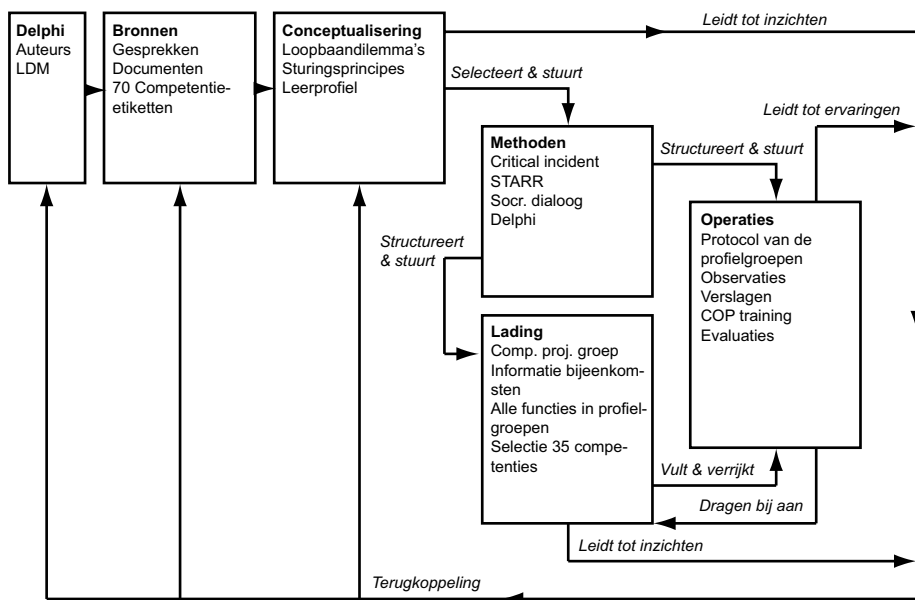 Delphi
Auteurs
LDM
Bronnen
Gesprekken
Documenten
70 Competentie-
etiketten
Conceptualisering
Loopbaandilemma's
Sturingsprincipes
Leerprofiel
Leidt tot inzichten
Selecteert & stuurt
Methoden
Critical incident
STARR
Socr. dialoog
Delphi
Leidt tot ervaringen
Structureert & stuurt
Operaties
Protocol van de
profielgroepen
Observaties
Verslagen
COP training
Evaluaties
Structureert
& stuurt
Lading
Comp. proj. groep
Informatie bijeenkom-
sten
Alle functies in profiel-
groepen
Selectie 35 compe-
tenties
Vult & verrijkt
Dragen bij aan
Leidt tot inzichten
Terugkoppeling